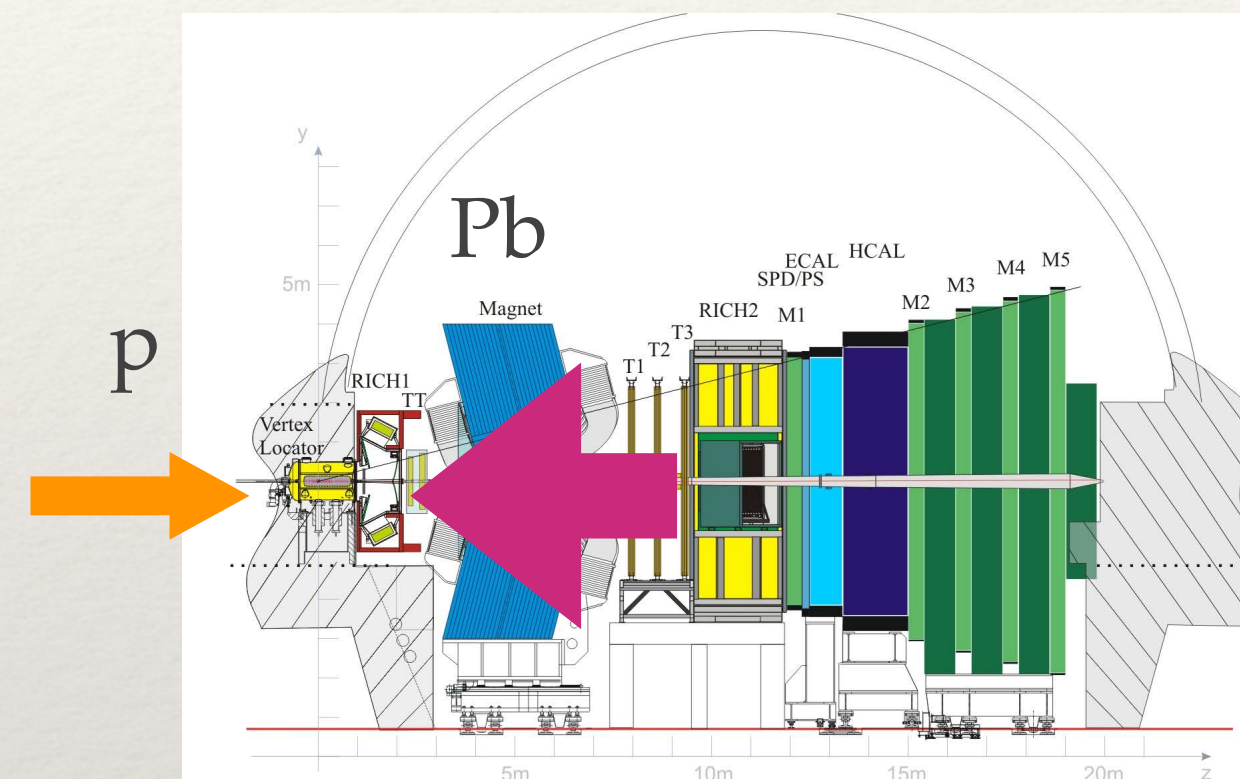 y
Pb
ECAL
HCAL
SPD/PS
M1
M2
M3
M4
M5
5m
Magnet
RICH2
p
T1
T2
T3
RICH1
TT
Vertex
Locator
5m
10m
15m
20m
z